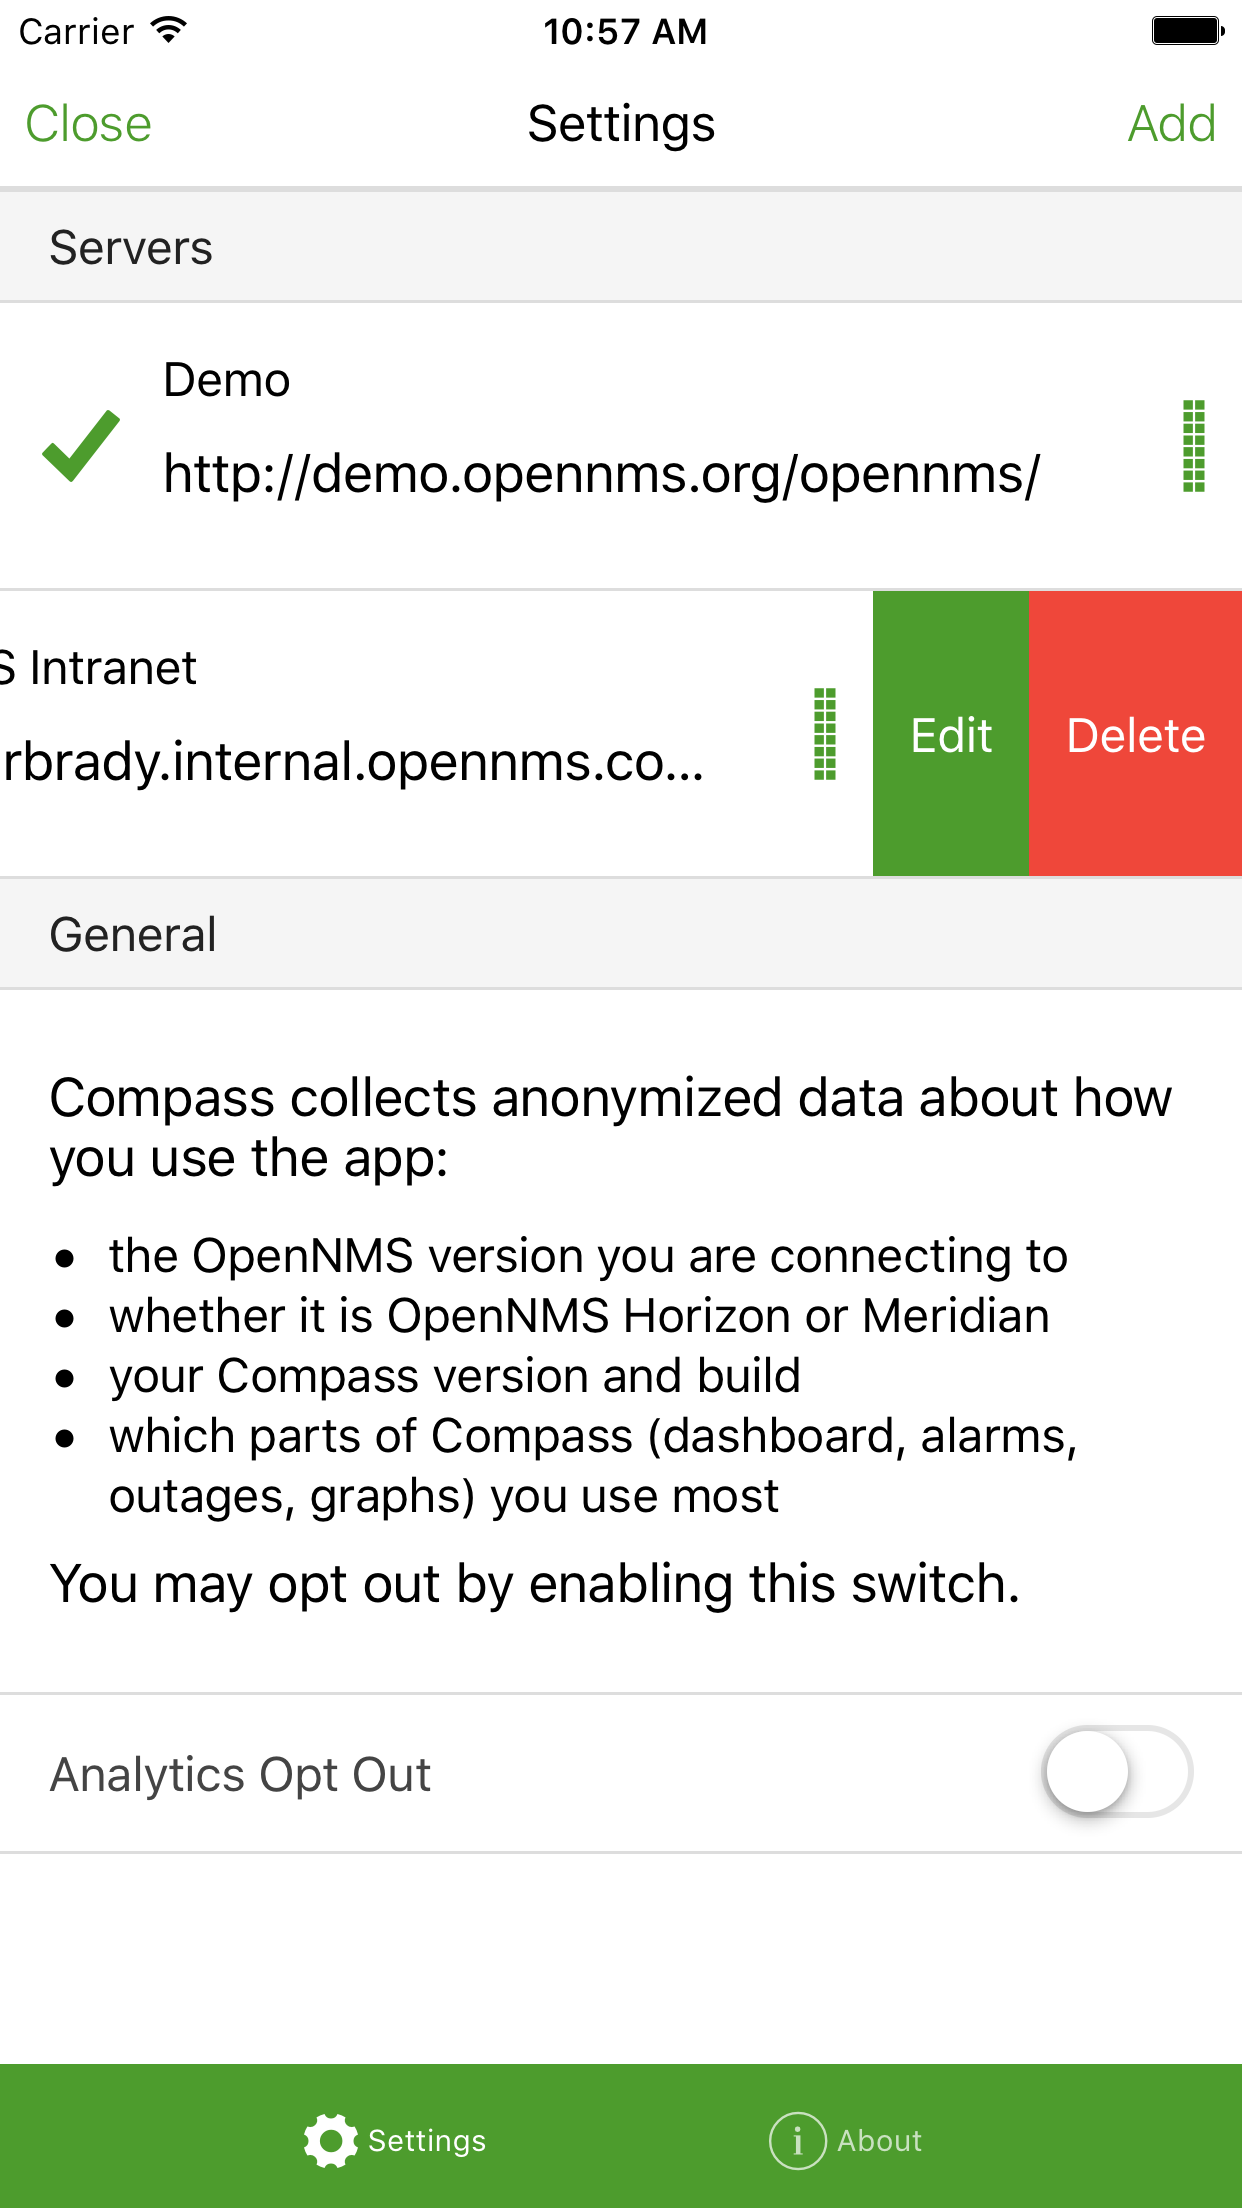 Carrier 10:57 AM
Close Settings Add
Servers
Demo
http://demo.opennms.org/opennms/
S Intranet
rbrady.internal.opennms.co...
Edit Delete
General
Compass collects anonymized data about how
you use the app:
• the OpenNMS version you are connecting to
• whether it is OpenNMS Horizon or Meridian
• your Compass version and build
• which parts of Compass (dashboard, alarms,
outages, graphs) you use most
You may opt out by enabling this switch.
Analytics Opt Out
Settings About